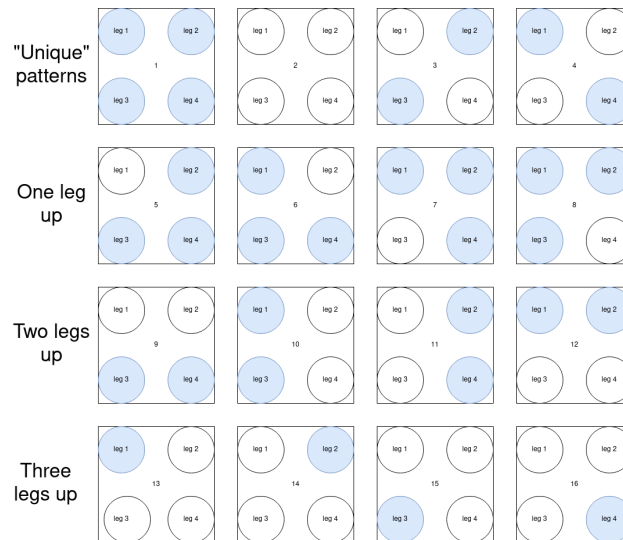 "Unique"
patterns
leg 1 leg 2 leg 1 leg 2 leg 1 leg 2 leg 1 leg 2
1 2 3 4
leg 3 leg 4 leg 3 leg 4 leg 3 leg 4 leg 3 leg 4
One leg
up
leg 1 leg 2 leg 1 leg 2 leg 1 leg 2 leg 1 leg 2
5 6 7 8
leg 3 leg 4 leg 3 leg 4 leg 3 leg 4 leg 3 leg 4
Two legs
up
leg 1 leg 2 leg 1 leg 2 leg 1 leg 2 leg 1 leg 2
9 10 11 12
leg 3 leg 4 leg 3 leg 4 leg 3 leg 4 leg 3 leg 4
Three
legs up
leg 1 leg 2 leg 1 leg 2 leg 1 leg 2 leg 1 leg 2
13 14 15 16
leg 3 leg 4 leg 3 leg 4 leg 3 leg 4 leg 3 leg 4